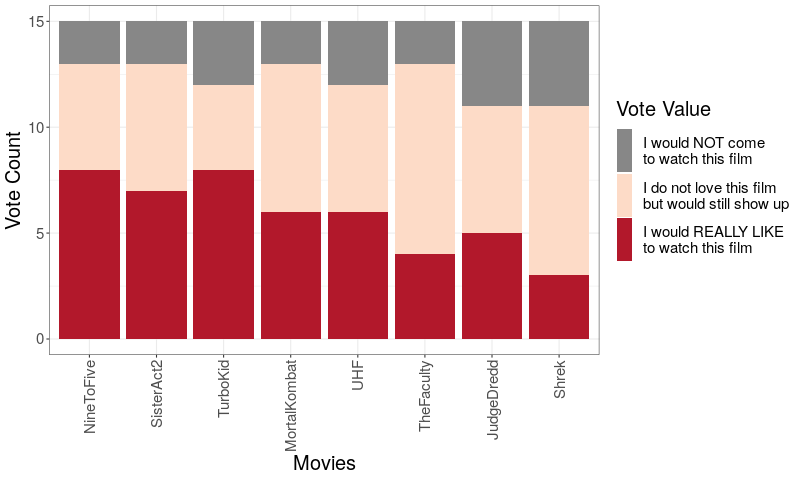 Vote Count
15
10
5
0
NineToFive
SisterAct2
TurboKid
MortalKombat
UHF
TheFaculty
JudgeDredd
Shrek
Movies
Vote Value
I would NOT come
to watch this film
I do not love this film
but would still show up
I would REALLY LIKE
to watch this film